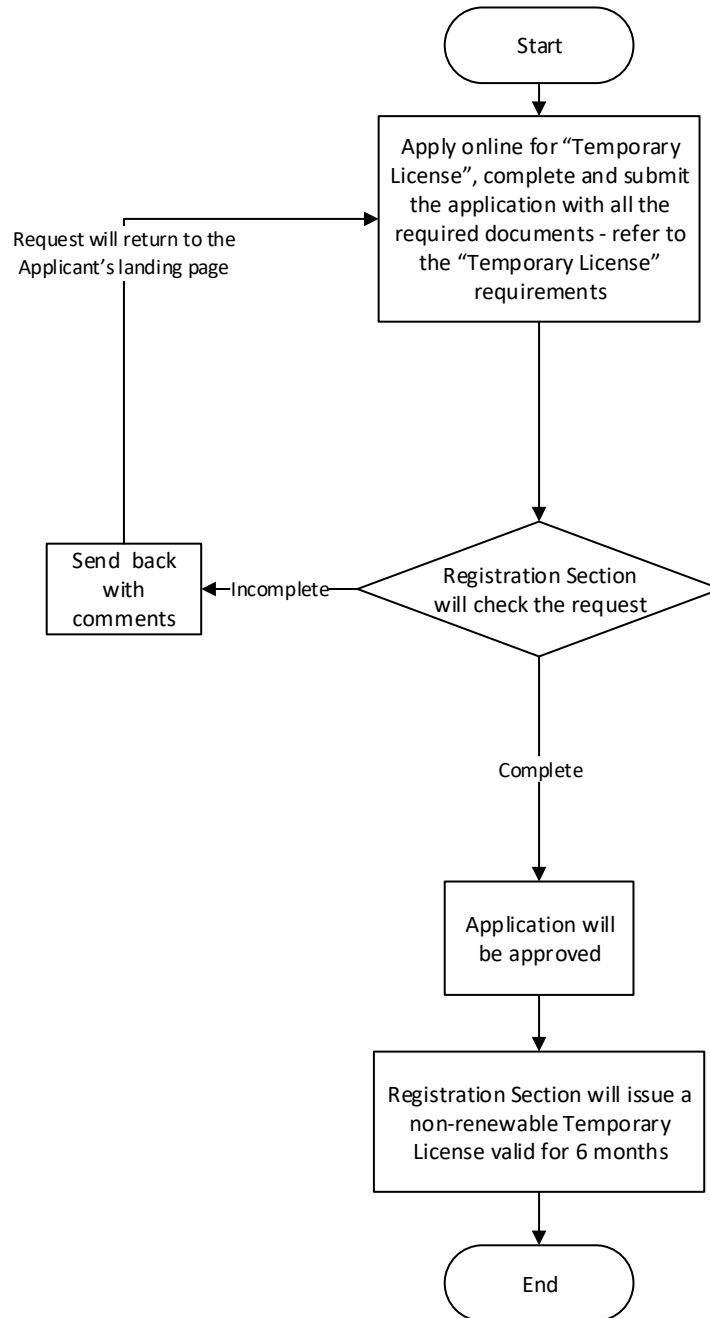 Start
Apply online for “Temporary
License”, complete and submit
the application with all the
required documents - refer to
the “Temporary License”
requirements
Request will return to the
Applicant’s landing page
Send back
with
comments
Incomplete
Registration Section
will check the request
Complete
Application will
be approved
Registration Section will issue a
non-renewable Temporary
License valid for 6 months
End